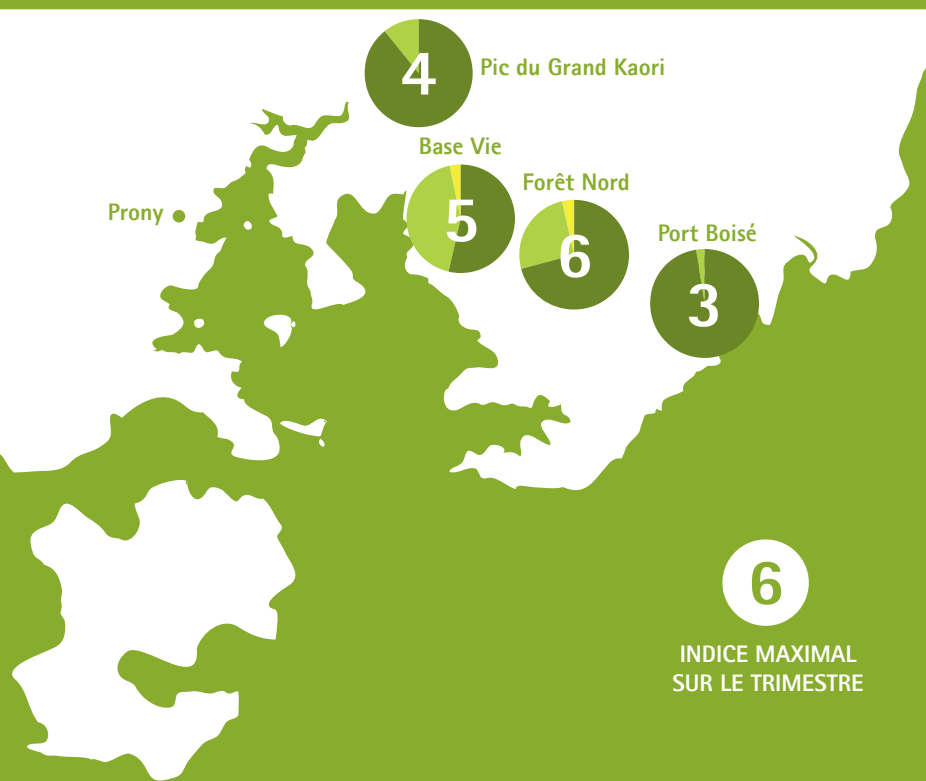 4
Pic du Grand Kaori
Base Vie
5
Forêt Nord
6
Prony
Port Boisé
3
6
INDICE MAXIMAL
SUR LE TRIMESTRE